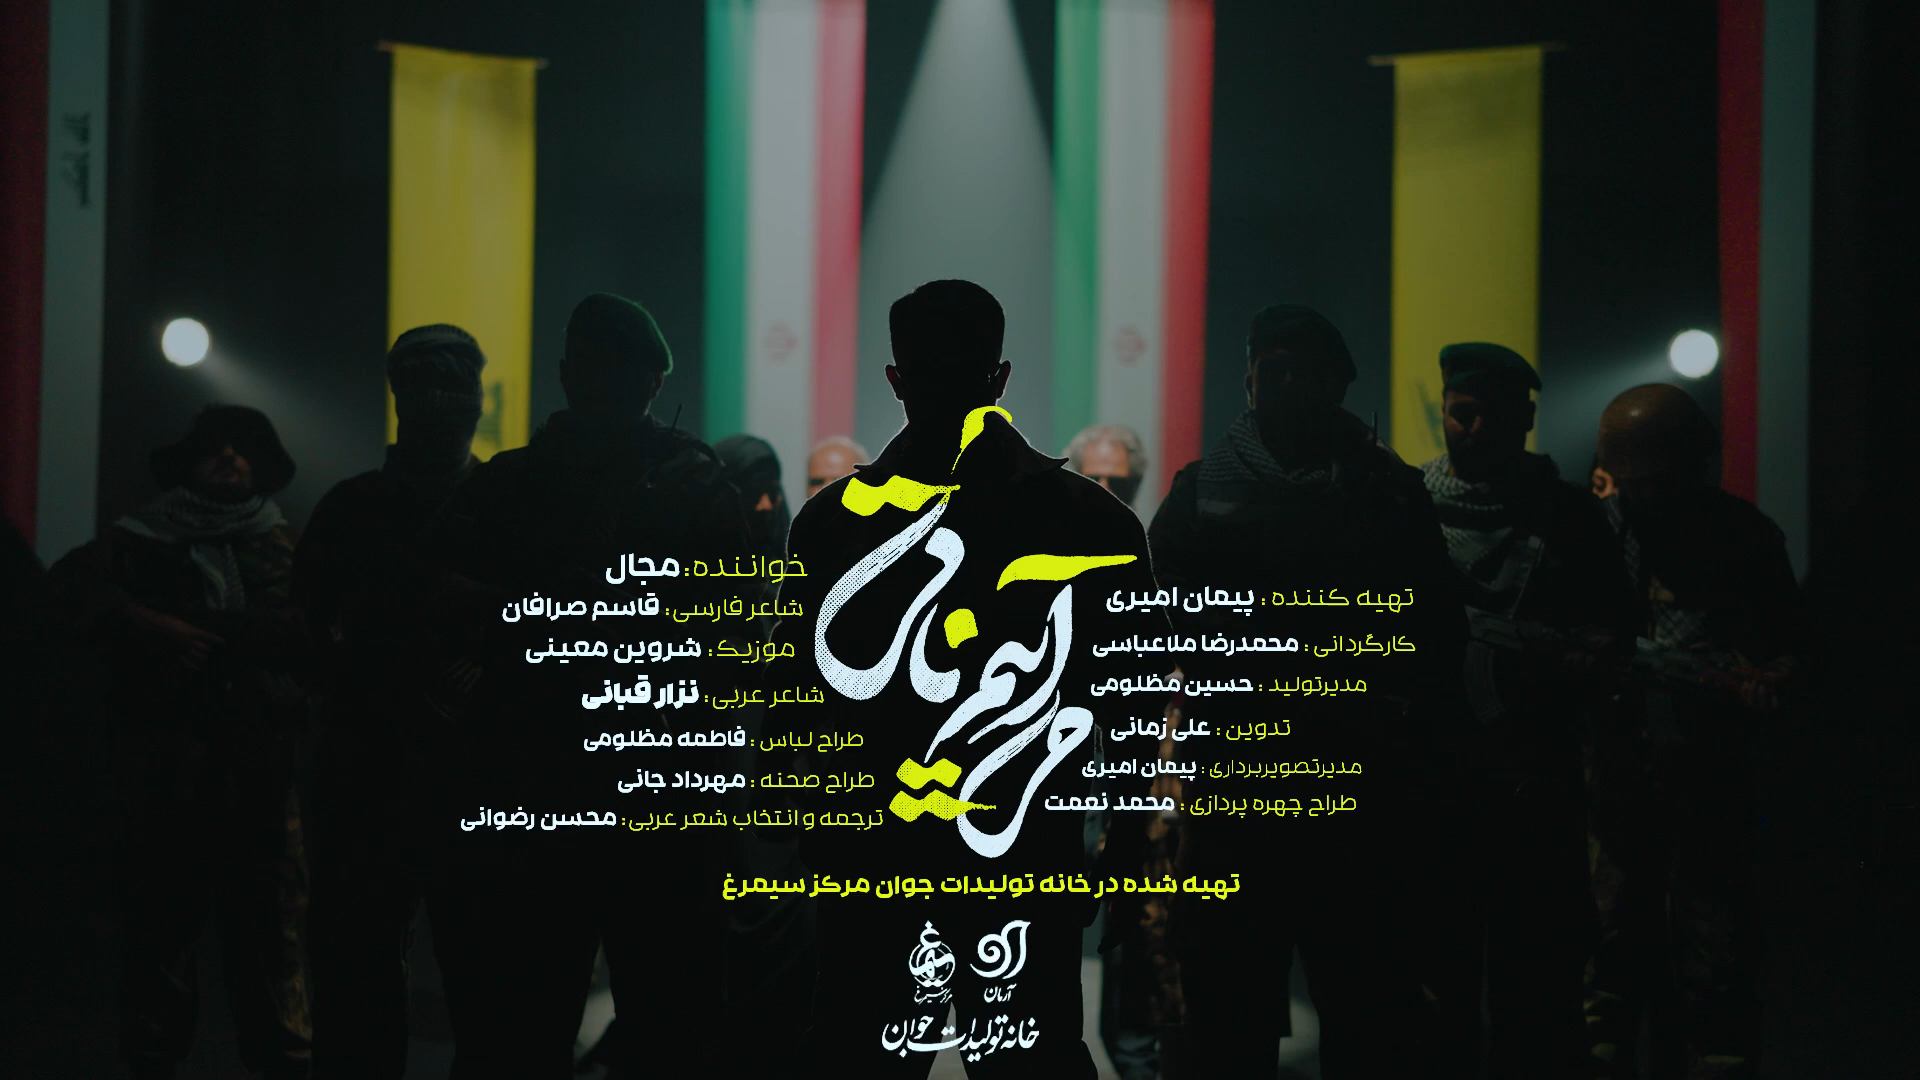 تهیه کننده : پیمان امیری
کارگردانی : محمدرضا ملاعباسی
مدیرتولید : حسین مظلومی
تدوین : علی زمانی
مدیرتصویربرداری : پیمان امیری
طراح چهره پردازی : محمد نعمت
خواننده : مجال
شاعر فارسی : قاسم صرافان
موزیک : شروین معینی
شاعر عربی : نزار قبانی
طراح لباس : فاطمه مظلومی
طراح صحنه : مهرداد جانی
ترجمه و انتخاب شعر عربی : محسن رضوانی
تهیه شده در خانه تولیدات جوان مرکز سیمرغ
آرمان
مرکز سیمرغ
خانه تولیدات جوان